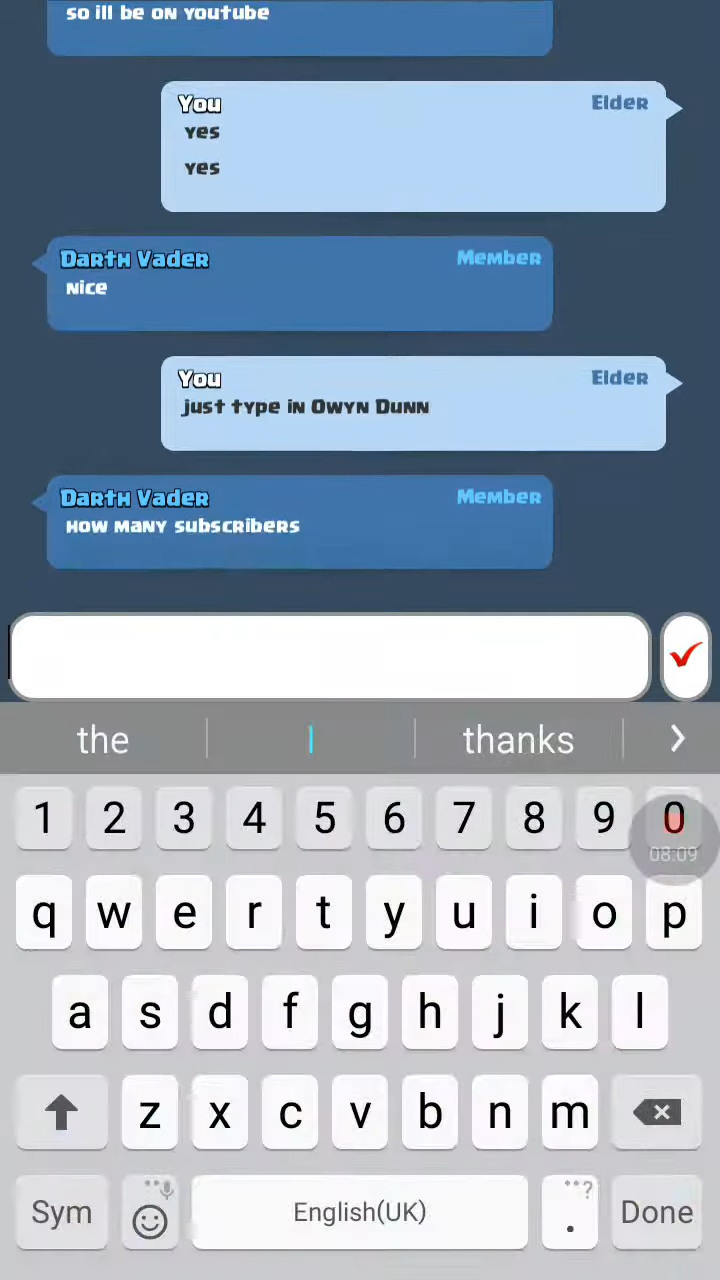 so ill be on youtube
You Elder
yes
yes
Darth Vader Member
Nice
You Elder
just type in Owyn Dunn
Darth Vader Member
How many subscribers
the I thanks >
1 2 3 4 5 6 7 8 9 0
08:09
q w e r t y u i o p
a s d f g h j k l
z x c v b n m
Sym English(UK) . ? Done